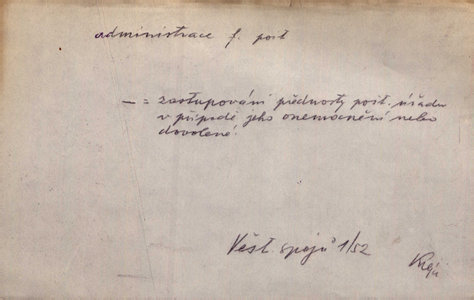 administrace f. post
— = zastupování přednosty post. úřadu
v případě jeho onemocnění nebo
dovolené.
Věst. spojů 1/52